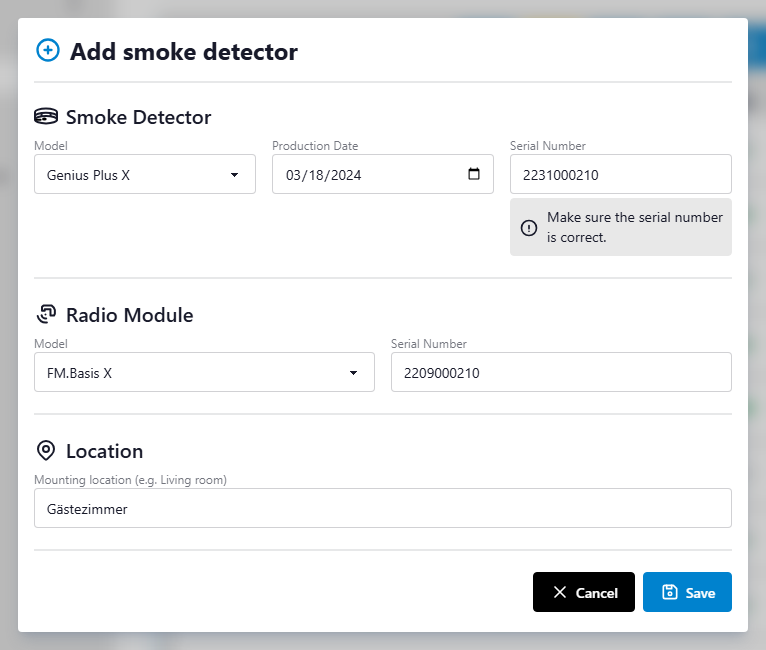 Add smoke detector
Smoke Detector
Model
Production Date
Serial Number
Genius Plus X
03/18/2024
2231000210
Make sure the serial number
is correct.
Radio Module
Model
Serial Number
FM.Basis X
2209000210
Location
Mounting location (e.g. Living room)
Gästezimmer
Cancel
Save